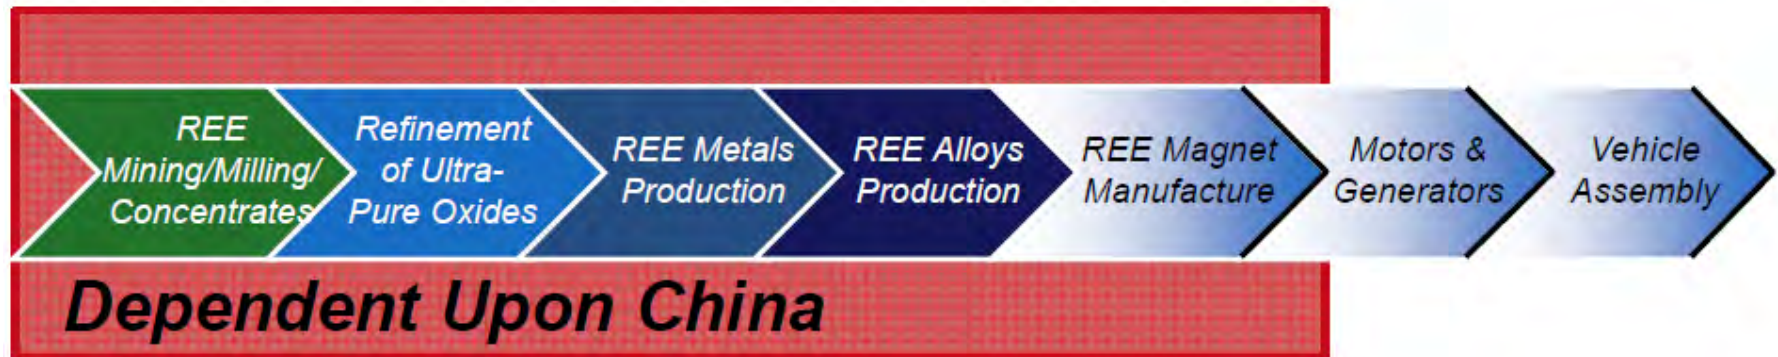 REE
Mining/Milling/
Concentrates
Refinement
of Ultra-
Pure Oxides
REE Metals
Production
REE Alloys
Production
REE Magnet
Manufacture
Motors &
Generators
Vehicle
Assembly
Dependent Upon China